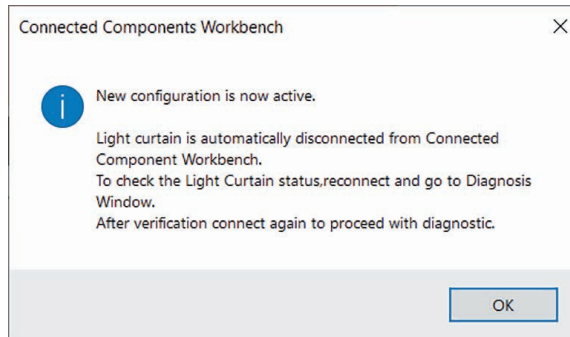 Connected Components Workbench
New configuration is now active.
Light curtain is automatically disconnected from Connected
Component Workbench.
To check the Light Curtain status,reconnect and go to Diagnosis
Window.
After verification connect again to proceed with diagnostic.
OK